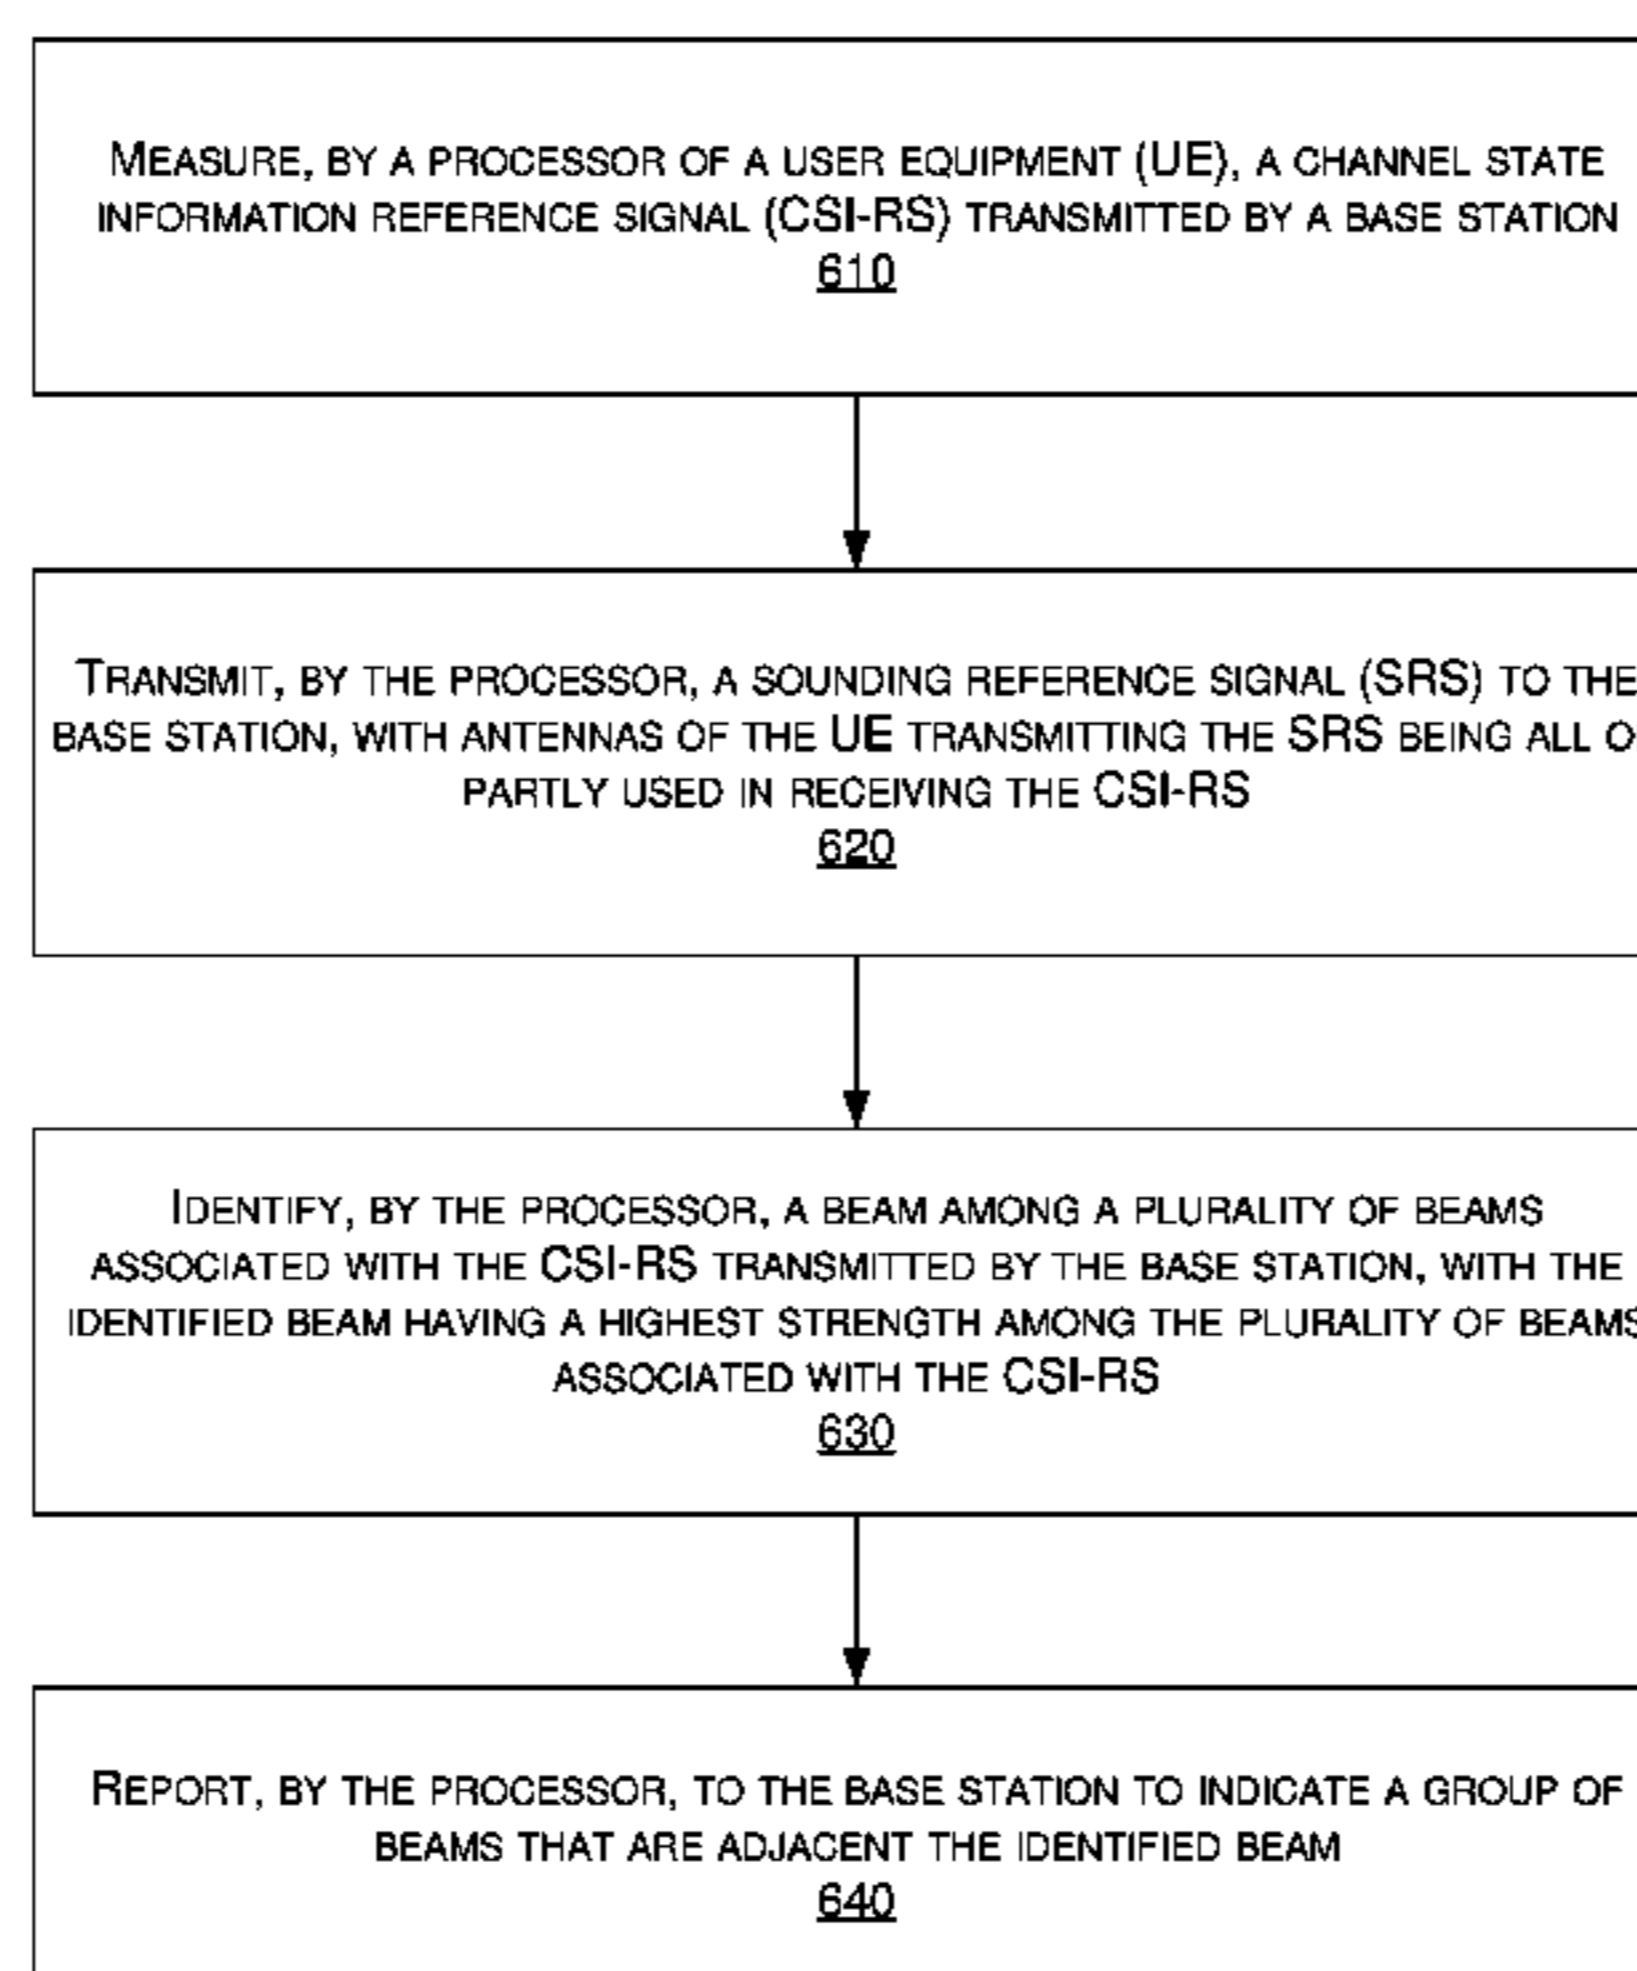 MEASURE, BY A PROCESSOR OF A USER EQUIPMENT (UE), A CHANNEL STATE
INFORMATION REFERENCE SIGNAL (CSI-RS) TRANSMITTED BY A BASE STATION
610
TRANSMIT, BY THE PROCESSOR, A SOUNDING REFERENCE SIGNAL (SRS) TO THE
BASE STATION, WITH ANTENNAS OF THE UE TRANSMITTING THE SRS BEING ALL
PARTLY USED IN RECEIVING THE CSI-RS
620
IDENTIFY, BY THE PROCESSOR, A BEAM AMONG A PLURALITY OF BEAMS
ASSOCIATED WITH THE CSI-RS TRANSMITTED BY THE BASE STATION, WITH THE
IDENTIFIED BEAM HAVING A HIGHEST STRENGTH AMONG THE PLURALITY OF BEAMS
ASSOCIATED WITH THE CSI-RS
630
REPORT, BY THE PROCESSOR, TO THE BASE STATION TO INDICATE A GROUP OF
BEAMS THAT ARE ADJACENT THE IDENTIFIED BEAM
640